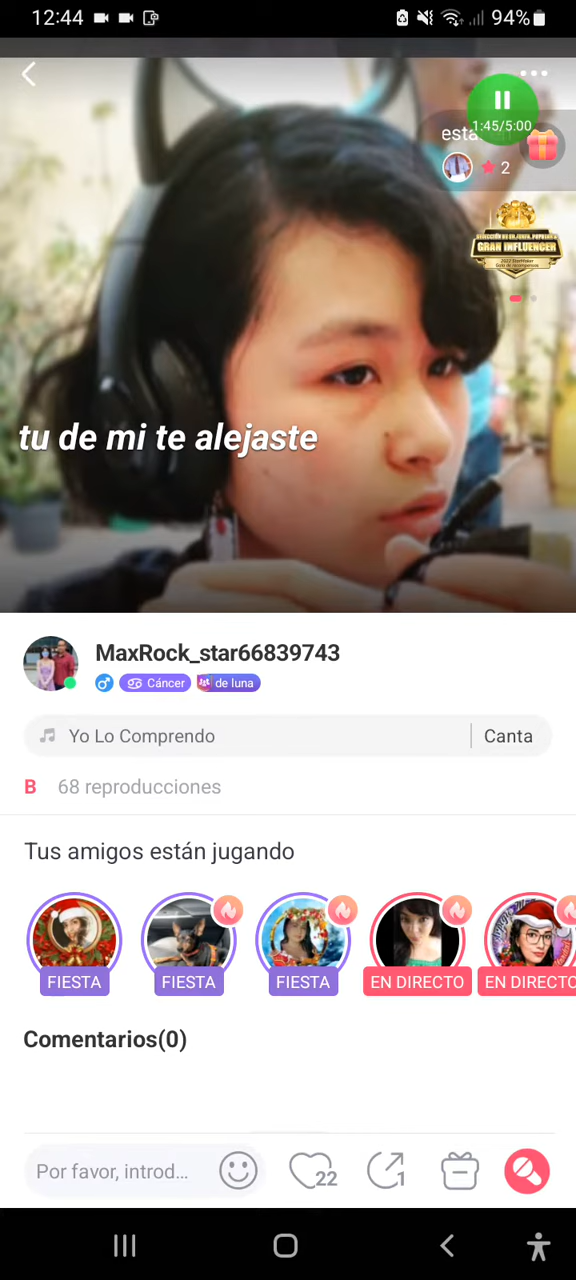 12:44
94%
1:45/5:00
esta
2
GRAN INFLUENCER
tu de mi te alejaste
MaxRock_star66839743
Cáncer
de luna
Yo Lo Comprendo
Canta
B 68 reproducciones
Tus amigos están jugando
FIESTA
FIESTA
FIESTA
EN DIRECTO
EN DIRECTO
Comentarios(0)
Por favor, introd...
22
1